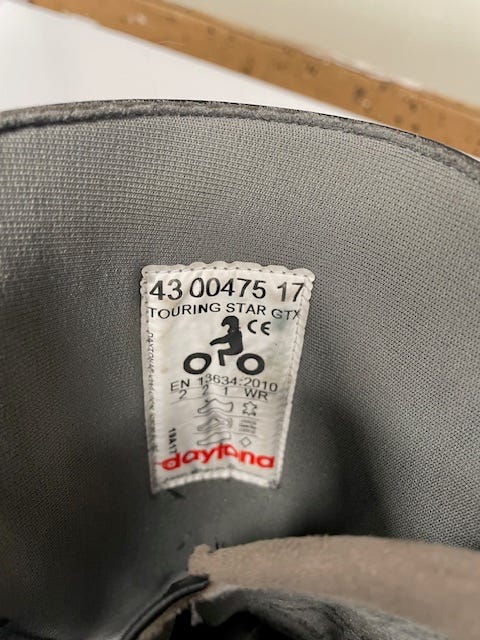 43 00475 17
TOURING STAR GTX
CE
EN 13634:2010
2 2 1 WR
daytona